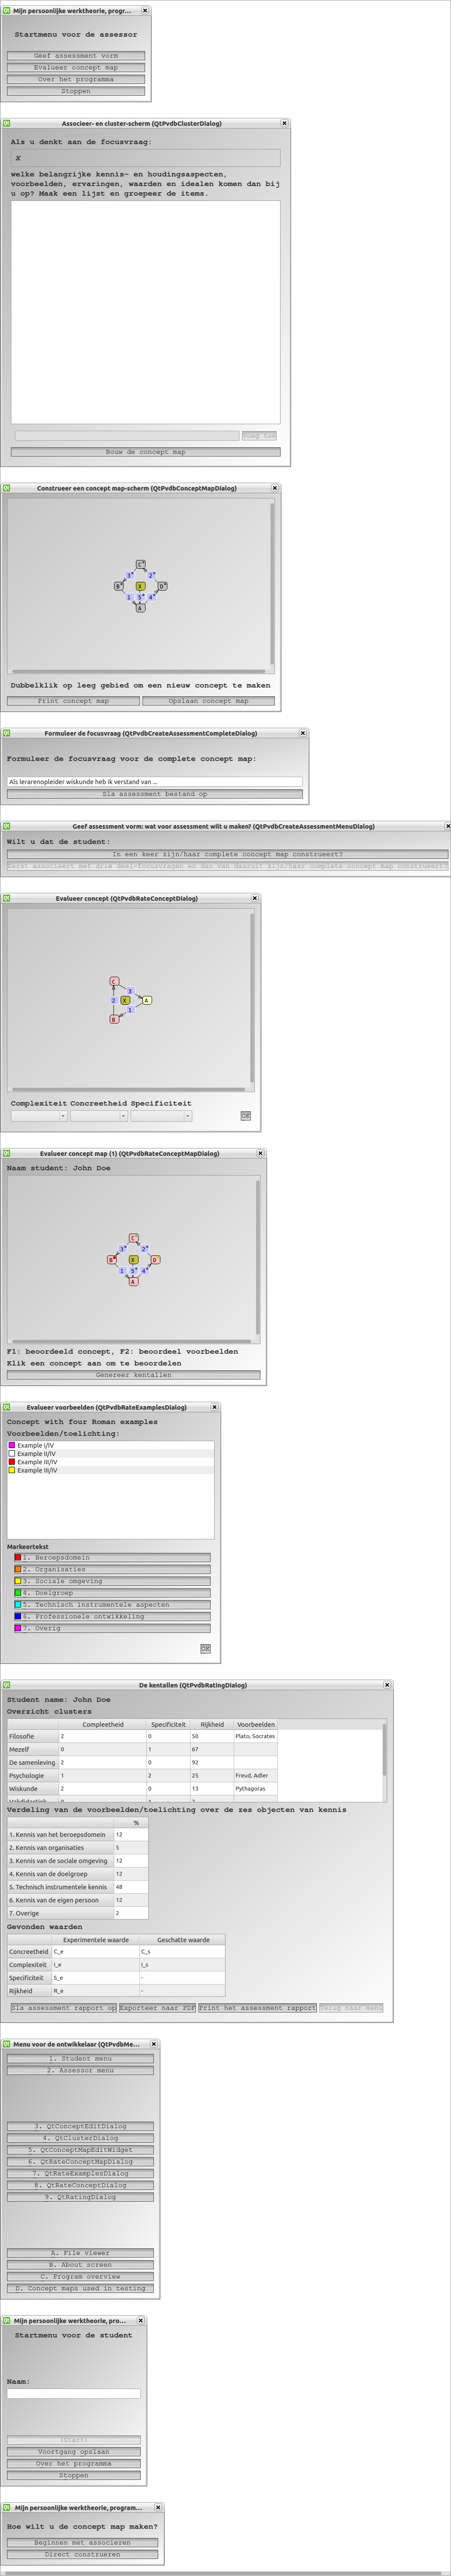 Mijn persoonlijke werktheorie, progr...
Startmenu voor de assessor
Geef assessment vorm
Evalueer concept map
Over het programma
Stoppen
Associeer- en cluster-scherm (QtPvdbClusterDialog)
Als u denkt aan de focusvraag:
X
welke belangrijke kennis- en houdingsaspecten,
voorbeelden, ervaringen, waarden en idealen komen dan bij
u op? Maak een lijst en groepeer de items.
Voeg toe
Bouw de concept map
Construeer een concept map-scherm (QtPvdbConceptMapDialog)
C
3 2
B X D
1 5 4
A
Dubbelklik op leeg gebied om een nieuw concept te maken
Print concept map Opslaan concept map
Formuleer de focusvraag (QtPvdbCreateAssessmentCompleteDialog)
Formuleer de focusvraag voor de complete concept map:
Als lerarenopleider wiskunde heb ik verstand van ...
Sla assessment bestand op
Geef assessment vorm: wat voor assessment wilt u maken? (QtPvdbCreateAssessmentMenuDialog)
Wilt u dat de student:
In een keer zijn/haar complete concept map construeert?
Eerst associeert met drie deel-focusvragen en dan van daaruit zijn/haar complete concept map construeert
Evalueer concept (QtPvdbRateConceptDialog)
C
3
2 X A
1
B
Complexiteit Concreetheid Specificiteit
OK
Evalueer concept map (1) (QtPvdbRateConceptMapDialog)
Naam student: John Doe
C
3 2
B X D
1 5 4
A
F1: beoordeeld concept, F2: beoordeel voorbeelden
Klik een concept aan om te beoordelen
Genereer kentallen
Evalueer voorbeelden (QtPvdbRateExamplesDialog)
Concept with four Roman examples
Voorbeelden/toelichting:
Example I/IV
Example II/IV
Example III/IV
Example III/IV
Markeertekst
1. Beroepsdomein
2. Organisaties
3. Sociale omgeving
4. Doelgroep
5. Technisch instrumentele aspecten
6. Professionele ontwikkeling
7. Overig
OK
De kentallen (QtPvdbRatingDialog)
Student name: John Doe
Overzicht clusters
Compleetheid Specificiteit Rijkheid Voorbeelden
Filosofie 2 0 50 Plato, Socrates
Mezelf 0 1 67
De samenleving 2 0 92
Psychologie 1 2 25 Freud, Adler
Wiskunde 2 0 13 Pythagoras
Verdeling van de voorbeelden/toelichting over de zes objecten van kennis
%
1. Kennis van het beroepsdomein 12
2. Kennis van organisaties 5
3. Kennis van de sociale omgeving 12
4. Kennis van de doelgroep 12
5. Technisch instrumentele kennis 48
6. Kennis van de eigen persoon 12
7. Overige 2
Gevonden waarden
Experimentele waarde Geschatte waarde
Concreetheid C_e C_s
Complexiteit I_e I_s
Specificiteit S_e -
Rijkheid R_e -
Sla assessment rapport op Exporteer naar PDF Print het assessment rapport Terug naar menu
Menu voor de ontwikkelaar (QtPvdbMe...
1. Student menu
2. Assessor menu
3. QtConceptEditDialog
4. QtClusterDialog
5. QtConceptMapEditWidget
6. QtRateConceptMapDialog
7. QtRateExamplesDialog
8. QtRateConceptDialog
9. QtRatingDialog
A. File viewer
B. About screen
C. Program overview
D. Concept maps used in testing
Mijn persoonlijke werktheorie, pro...
Startmenu voor de student
Naam:
(Start)
Voortgang opslaan
Over het programma
Stoppen
Mijn persoonlijke werktheorie, program...
Hoe wilt u de concept map maken?
Beginnen met associeren
Direct construeren